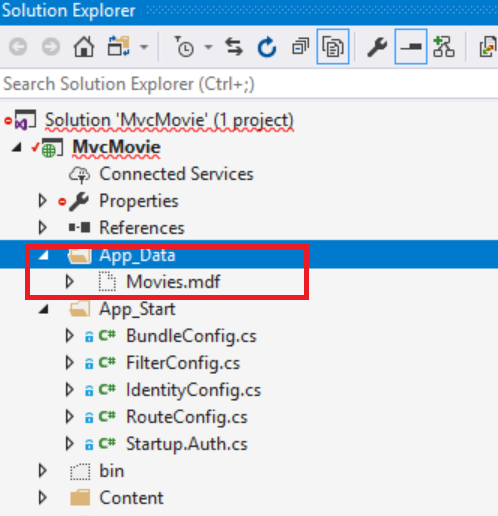 Solution Explorer
Search Solution Explorer (Ctrl+;)
Solution 'MvcMovie' (1 project)
MvcMovie
Connected Services
Properties
References
App_Data
Movies.mdf
App_Start
C# BundleConfig.cs
C# FilterConfig.cs
C# IdentityConfig.cs
C# RouteConfig.cs
C# Startup.Auth.cs
bin
Content